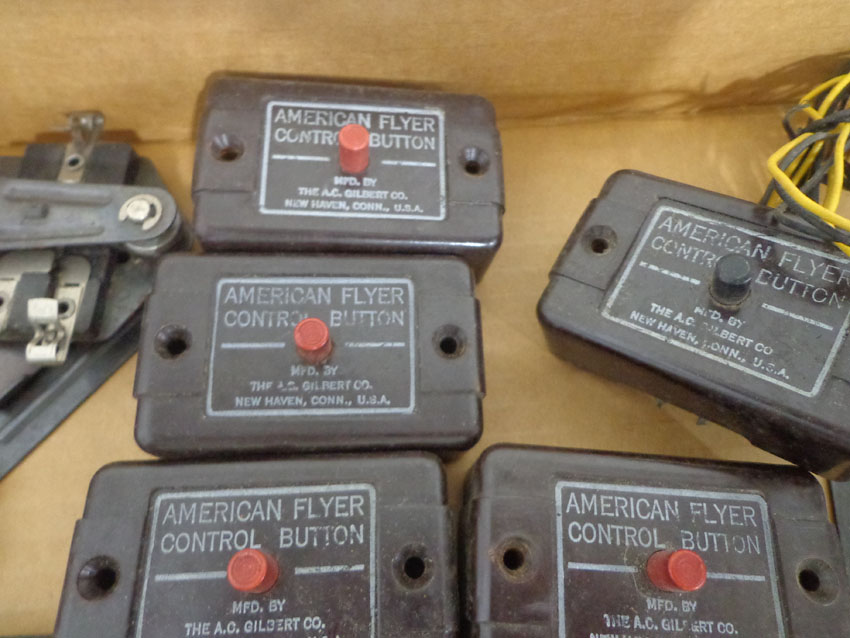 AMERICAN FLYER
CONTROL BUTTON
MFD. BY
THE A.C. GILBERT CO.
NEW HAVEN, CONN., U.S.A.
AMERICAN FLYER
CONTROL BUTTON
MFD. BY
THE A.C. GILBERT CO.
NEW HAVEN, CONN., U.S.A.
AMERICAN FLYER
CONTROL BUTTON
MFD. BY
THE A.C. GILBERT CO
NEW HAVEN, CONN., U.S.A.
AMERICAN FLYER
CONTROL BUTTON
MFD. BY
THE A.C. GILBERT CO.
AMERICAN FLYER
CONTROL BUTTON
MFD. BY
THE A.C. GILBERT CO.